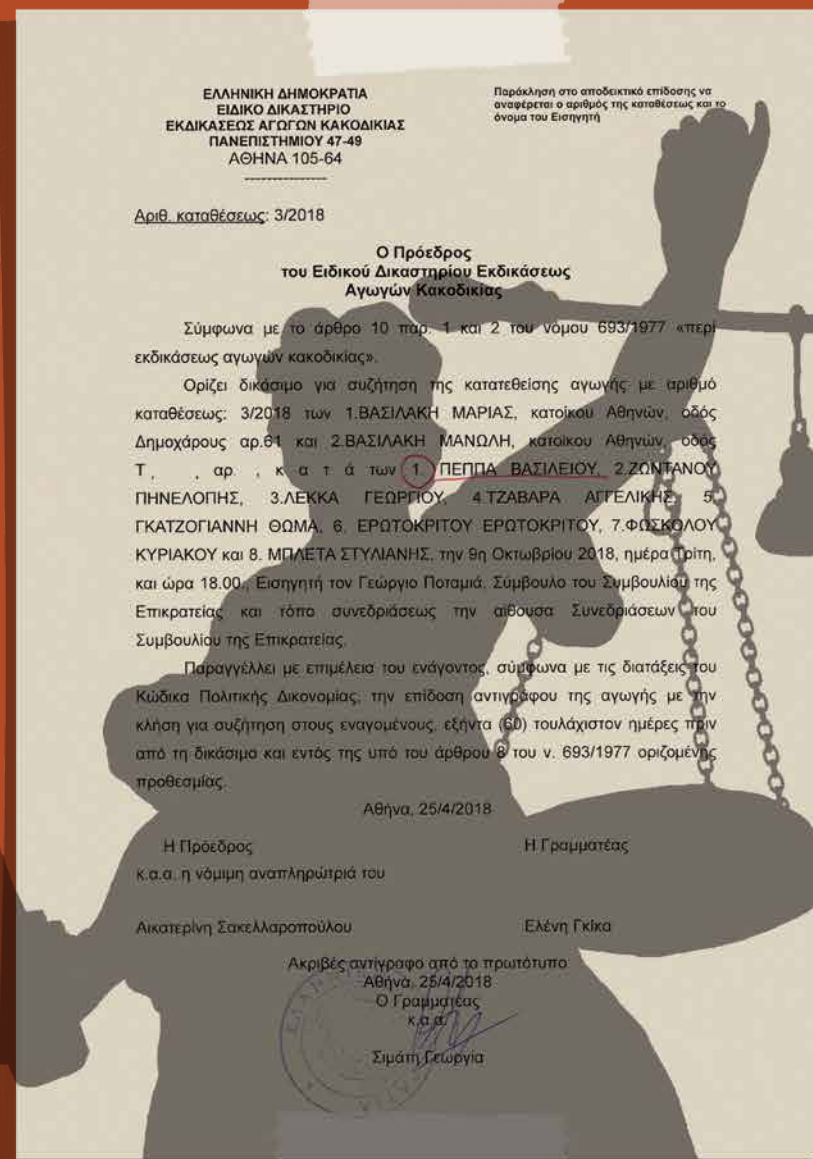 ΕΛΛΗΝΙΚΗ ΔΗΜΟΚΡΑΤΙΑ
ΕΙΔΙΚΟ ΔΙΚΑΣΤΗΡΙΟ
ΕΚΔΙΚΑΣΕΩΣ ΑΓΩΓΩΝ ΚΑΚΟΔΙΚΙΑΣ
ΠΑΝΕΠΙΣΤΗΜΙΟΥ 47-49
ΑΘΗΝΑ 105-64
---------------
Παράκληση στο αποδεικτικό επίδοσης να
αναφέρεται ο αριθμός της καταθέσεως και το
όνομα του Εισηγητή
Αριθ. καταθέσεως: 3/2018
Ο Πρόεδρος
του Ειδικού Δικαστηρίου Εκδικάσεως
Αγωγών Κακοδικίας
Σύμφωνα με το άρθρο 10 παρ. 1 και 2 του νόμου 693/1977 «περί
εκδικάσεως αγωγών κακοδικίας».
Ορίζει δικάσιμο για συζήτηση της κατατεθείσης αγωγής με αριθμό
καταθέσεως: 3/2018 των 1.ΒΑΣΙΛΑΚΗ ΜΑΡΙΑΣ, κατοίκου Αθηνών, οδός
Δημοχάρους αρ.61 και 2.ΒΑΣΙΛΑΚΗ ΜΑΝΩΛΗ, κατοίκου Αθηνών, οδός
Τ , , αρ. , κ α τ ά των 1. ΠΕΠΠΑ ΒΑΣΙΛΕΙΟΥ, 2.ΖΩΝΤΑΝΟΥ
ΠΗΝΕΛΟΠΗΣ, 3.ΛΕΚΚΑ ΓΕΩΡΓΙΟΥ, 4.ΤΖΑΒΑΡΑ ΑΓΓΕΛΙΚΗΣ, 5.
ΓΚΑΤΖΟΓΙΑΝΝΗ ΘΩΜΑ, 6. ΕΡΩΤΟΚΡΙΤΟΥ ΕΡΩΤΟΚΡΙΤΟΥ, 7.ΦΩΣΚΟΛΟΥ
ΚΥΡΙΑΚΟΥ και 8. ΜΠΛΕΤΑ ΣΤΥΛΙΑΝΗΣ, την 9η Οκτωβρίου 2018, ημέρα Τρίτη,
και ώρα 18.00., Εισηγητή τον Γεώργιο Ποταμιά, Σύμβουλο του Συμβουλίου της
Επικρατείας και τόπο συνεδριάσεως την αίθουσα Συνεδριάσεων του
Συμβουλίου της Επικρατείας.
Παραγγέλλει με επιμέλεια του ενάγοντος, σύμφωνα με τις διατάξεις του
Κώδικα Πολιτικής Δικονομίας, την επίδοση αντιγράφου της αγωγής με την
κλήση για συζήτηση στους εναγομένους, εξήντα (60) τουλάχιστον ημέρες πριν
από τη δικάσιμο και εντός της υπό του άρθρου 8 του ν. 693/1977 οριζομένης
προθεσμίας.
Αθήνα, 25/4/2018
Η Πρόεδρος
κ.α.α. η νόμιμη αναπληρώτριά του
Αικατερίνη Σακελλαροπούλου
Η Γραμματέας
Ελένη Γκίκα
Ακριβές αντίγραφο από το πρωτότυπο
Αθήνα, 25/4/2018
Ο Γραμματέας
κ.α.α.
Σιμάτη Γεωργία